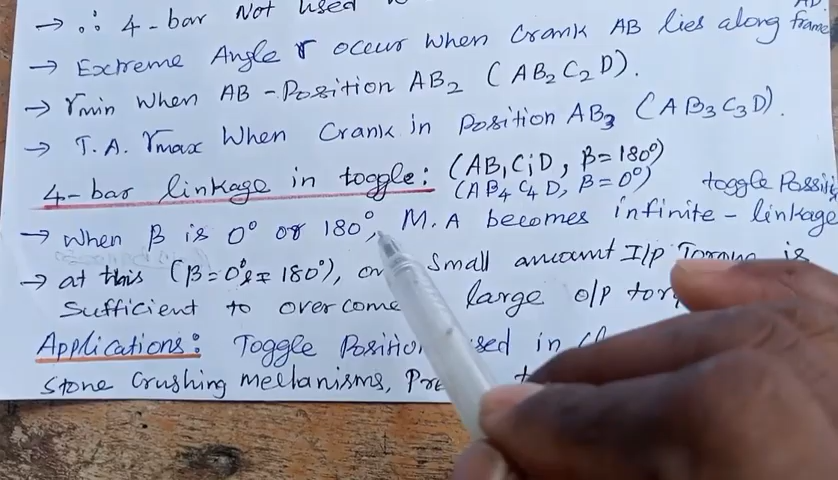 → ∴ 4-bar Not used
→ Extreme Angle γ occur when Crank AB lies along frame
→ γmin when AB-Position AB2 (AB2C2D).
→ T.A. γmax when Crank in Position AB3 (AB3C3D).
4-bar linkage in toggle: (AB1C1D, β=180°)
(AB4C4D, β=0°) toggle
→ When β is 0° or 180°, M.A becomes infinite - linkage
→ at this (β=0° & 180°), small amount I/p Torque is
Sufficient to overcome large o/p
Applications: Toggle in
Stone Crushing mechanisms,